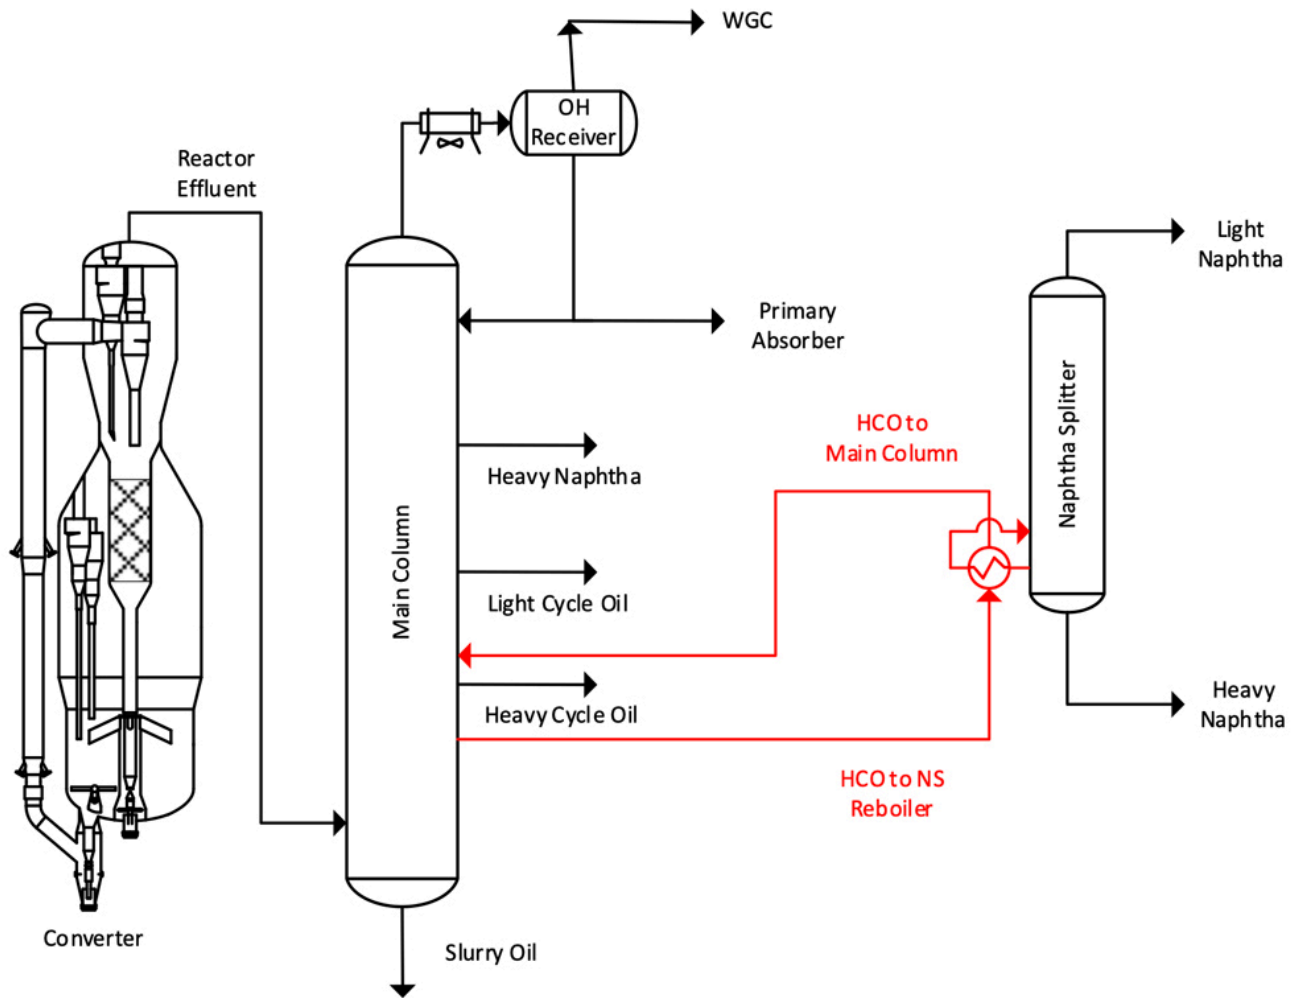 WGC
OH
Receiver
Reactor
Effluent
Light
Naphtha
Primary
Absorber
Naphtha Splitter
HCO to
Main Column
Heavy Naphtha
Main Column
Light Cycle Oil
Heavy Cycle Oil
Heavy
Naphtha
HCO to NS
Reboiler
Converter
Slurry Oil